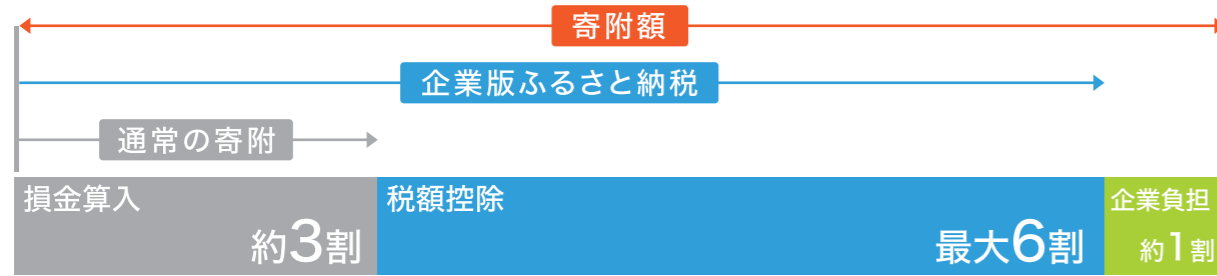 寄附額
企業版ふるさと納税
通常の寄附
損金算入
約3割
税額控除
最大6割
企業負担
約1割